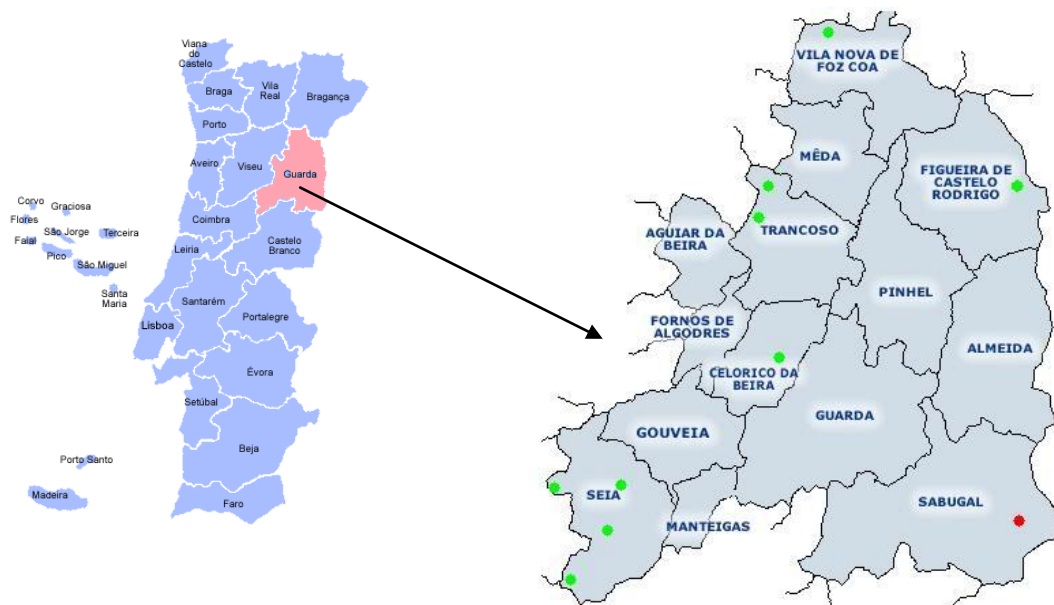 Viana
do
Castelo
Braga
Vila
Real
Bragança
Porto
Aveiro
Viseu
Guarda
Coimbra
Castelo
Branco
Leiria
Santarém
Lisboa
Portalegre
Évora
Setúbal
Beja
Faro
Corvo
Graciosa
Flores
São Jorge
Terceira
Faial
Pico
São Miguel
Santa
Maria
Porto Santo
Madeira
VILA NOVA DE
FOZ COA
MÊDA
FIGUEIRA DE
CASTELO
RODRIGO
AGUIAR DA
BEIRA
TRANCOSO
PINHEL
FORNOS DE
ALGODRES
ALMEIDA
CELORICO DA
BEIRA
GUARDA
GOUVEIA
SEIA
SABUGAL
MANTEIGAS